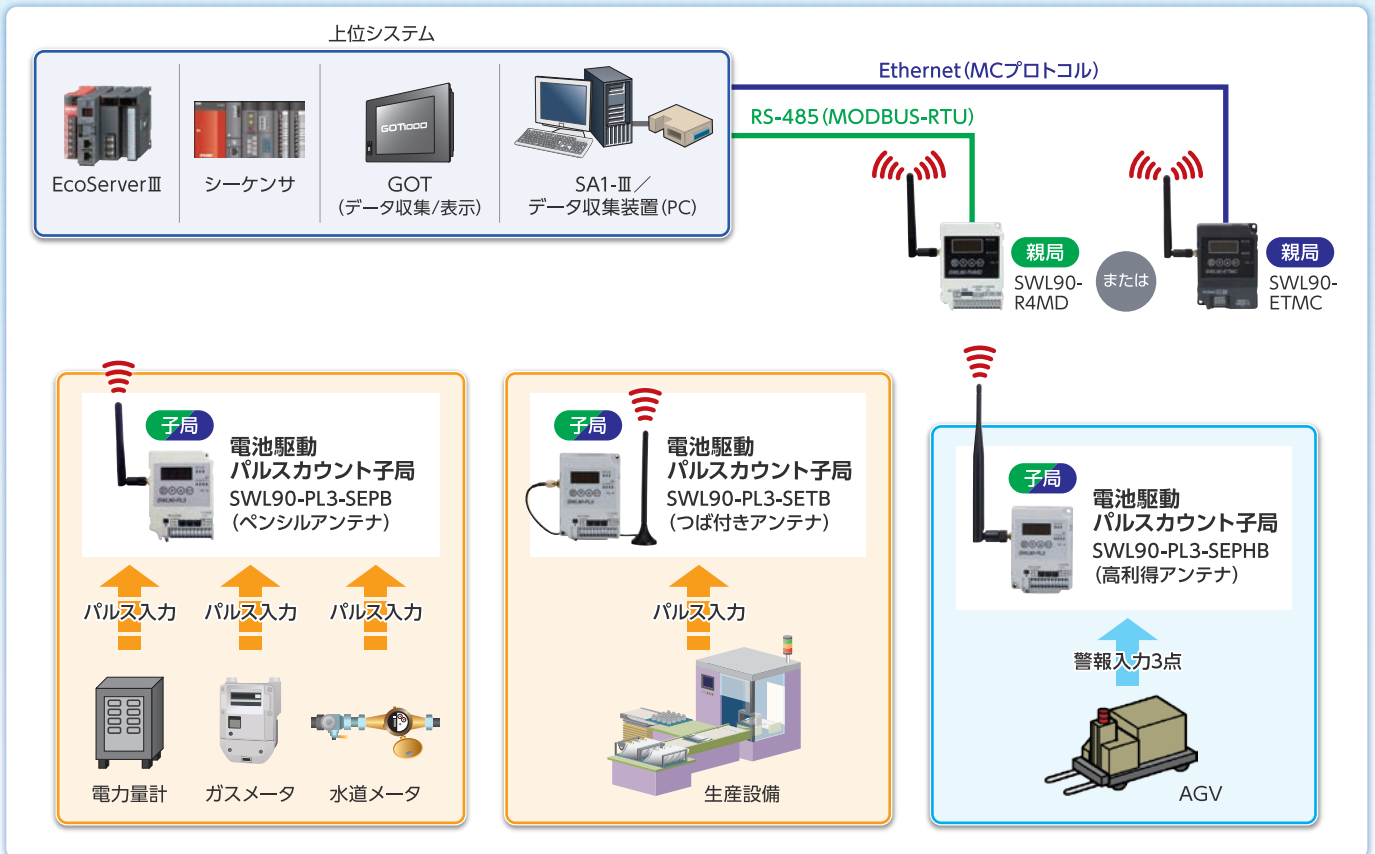 上位システム
EcoServerⅢ
シーケンサ
GOT1000
GOT
(データ収集/表示)
SA1-Ⅲ／
データ収集装置(PC)
Ethernet(MCプロトコル)
RS-485(MODBUS-RTU)
親局
SWL90-
R4MD
または
親局
SWL90-
ETMC
子局
電池駆動
パルスカウント子局
SWL90-PL3-SEPB
(ペンシルアンテナ)
パルス入力
パルス入力
パルス入力
電力量計
ガスメータ
水道メータ
子局
電池駆動
パルスカウント子局
SWL90-PL3-SETB
(つば付きアンテナ)
パルス入力
生産設備
子局
電池駆動
パルスカウント子局
SWL90-PL3-SEPHB
(高利得アンテナ)
警報入力3点
AGV